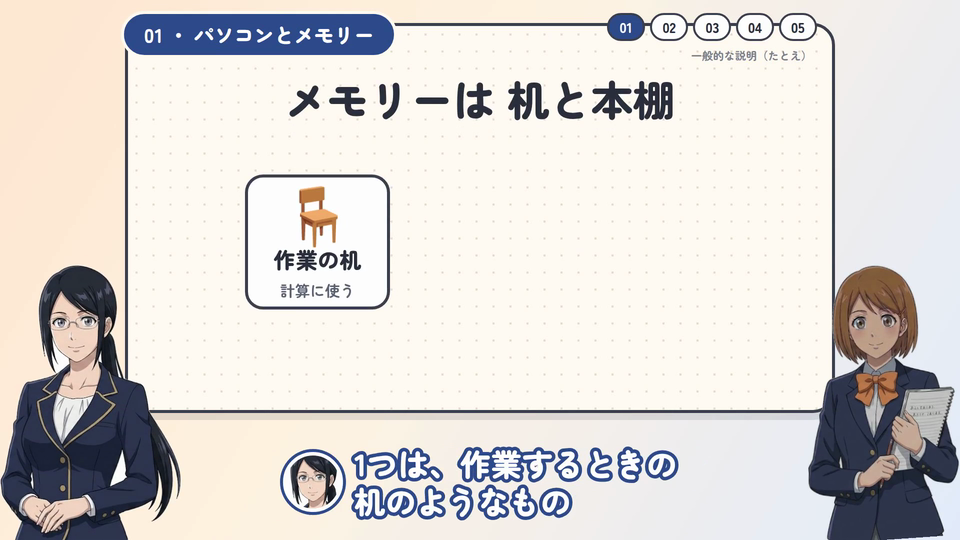 01・パソコンとメモリー
01 02 03 04 05
一般的な説明（たとえ）
メモリーは 机と本棚
作業の机
計算に使う
1つは、作業するときの
机のようなもの